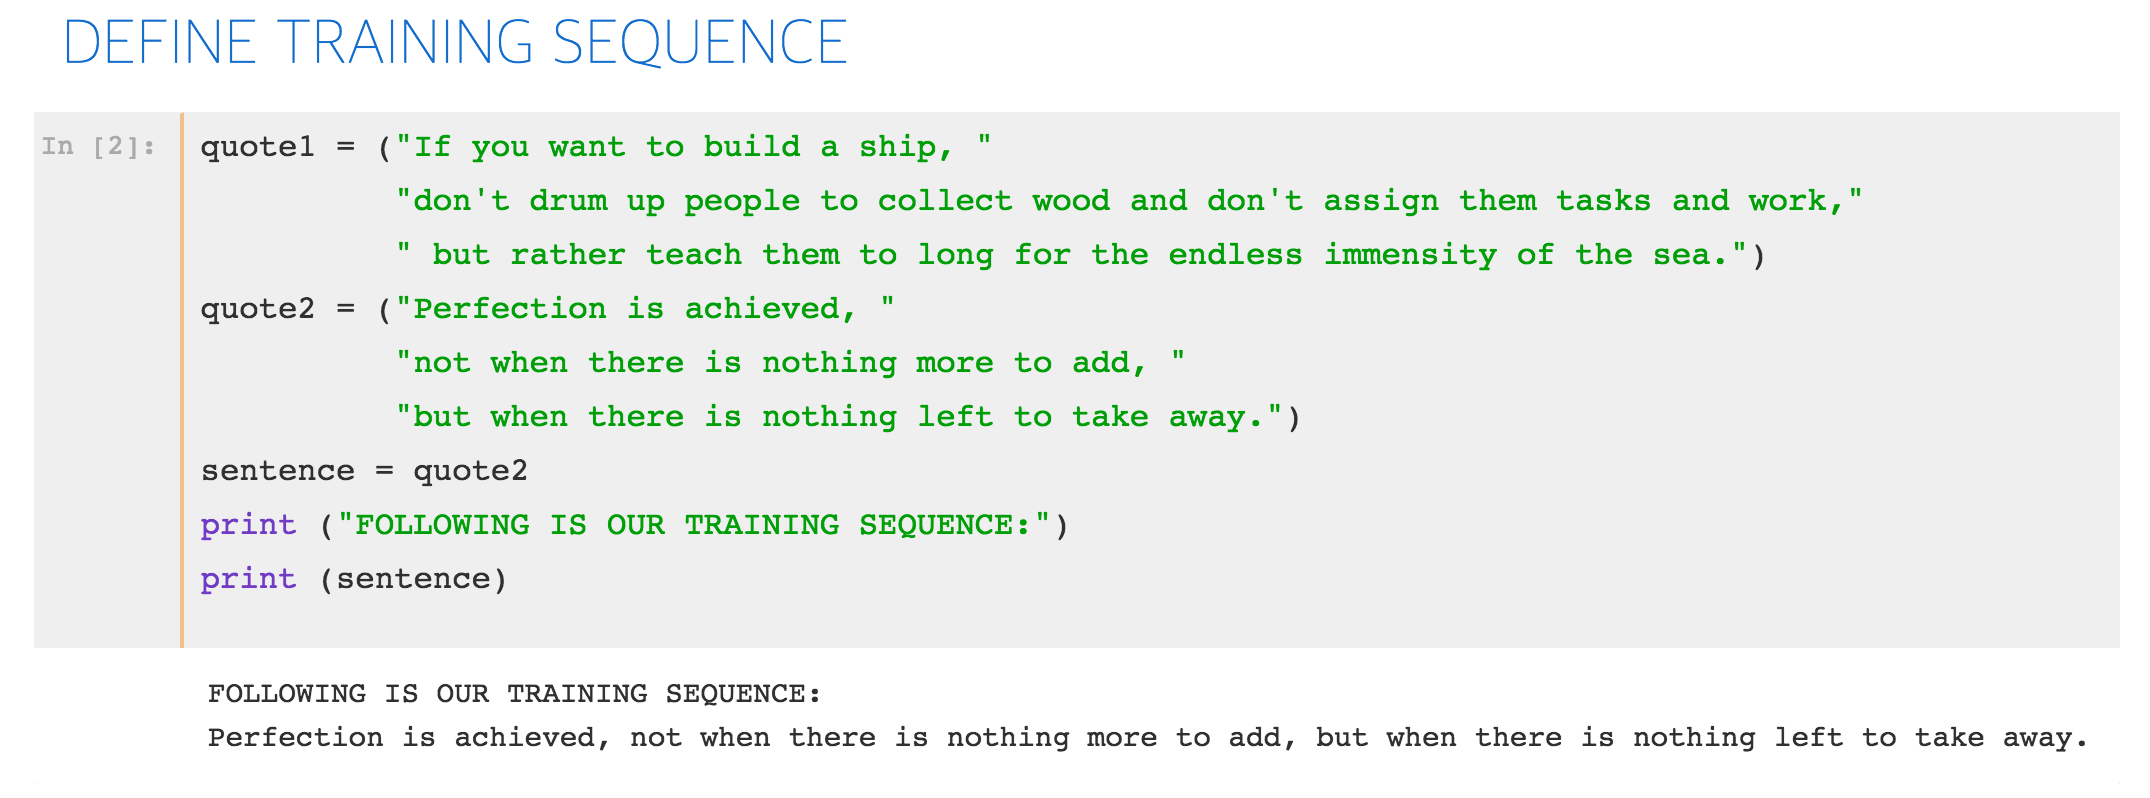 DEFINE TRAINING SEQUENCE
In [2]: quote1 = ("If you want to build a ship, "
"don't drum up people to collect wood and don't assign them tasks and work,"
" but rather teach them to long for the endless immensity of the sea.")
quote2 = ("Perfection is achieved, "
"not when there is nothing more to add, "
"but when there is nothing left to take away.")
sentence = quote2
print ("FOLLOWING IS OUR TRAINING SEQUENCE:")
print (sentence)
FOLLOWING IS OUR TRAINING SEQUENCE:
Perfection is achieved, not when there is nothing more to add, but when there is nothing left to take away.